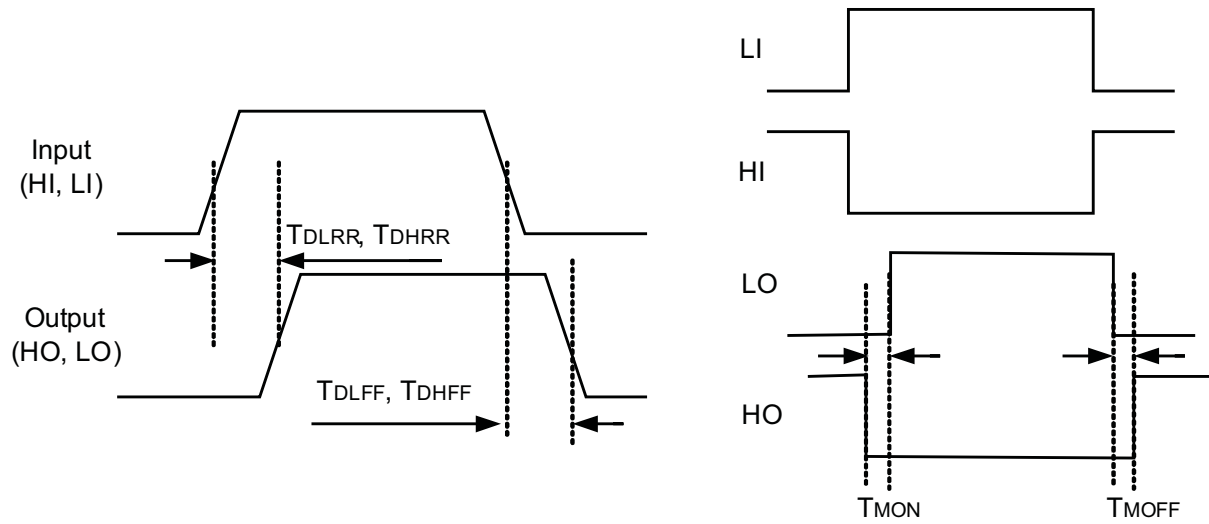 Input
(HI, LI)
TDLRR, TDHRR
Output
(HO, LO)
TDLFF, TDHFF
LI
HI
LO
HO
TMON
TMOFF